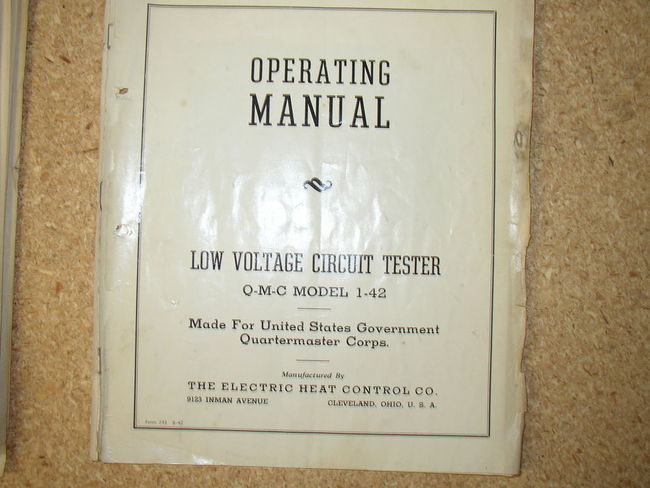 OPERATING
MANUAL
LOW VOLTAGE CIRCUIT TESTER
Q-M-C MODEL 1-42
Made For United States Government
Quartermaster Corps.
Manufactured By
THE ELECTRIC HEAT CONTROL CO.
9123 INMAN AVENUE CLEVELAND, OHIO, U. S. A.
Form